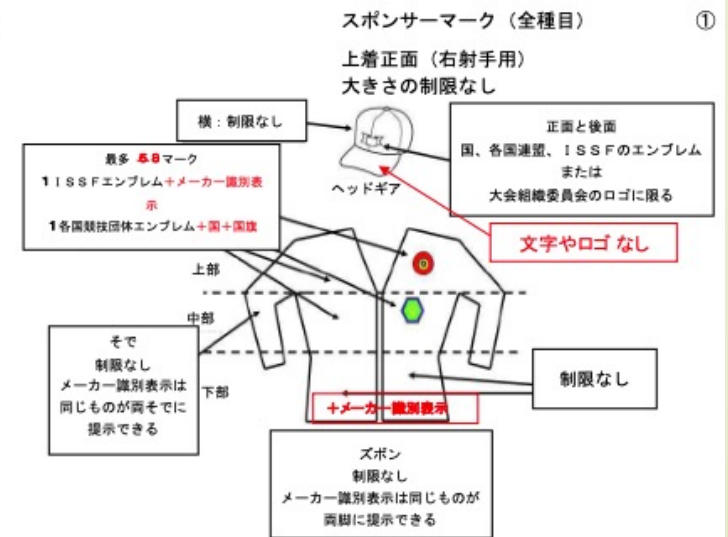 スポンサーマーク（全種目） ①
上着正面（右射手用）
大きさの制限なし
横：制限なし
正面と後面
国、各国連盟、ＩＳＳＦのエンブレム
または
大会組織委員会のロゴに限る
ヘッドギア
文字やロゴ なし
最多 マーク
1ＩＳＳＦエンブレム＋メーカー識別表
示
1各国競技団体エンブレム＋国＋国旗
上部
中部
下部
そで
制限なし
メーカー識別表示は
同じものが両そでに
提示できる
制限なし
＋メーカー識別表示
ズボン
制限なし
メーカー識別表示は同じものが
両脚に提示できる